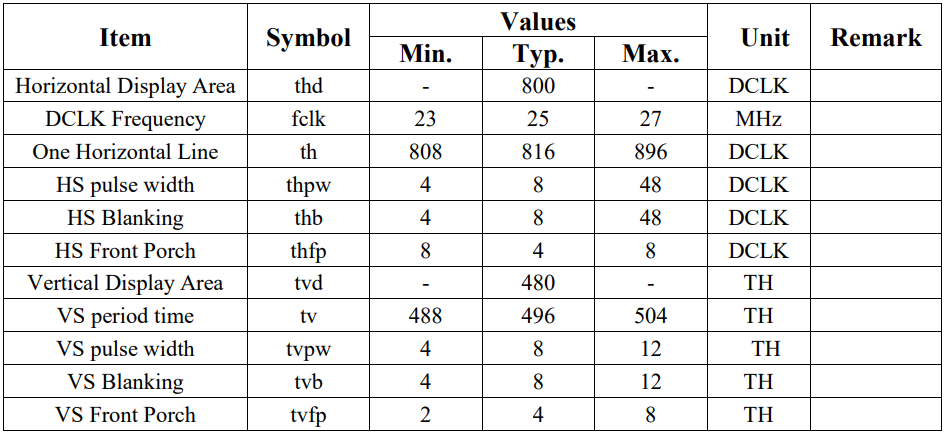 Item Symbol Values Unit Remark
Min. Typ. Max.
Horizontal Display Area thd - 800 - DCLK
DCLK Frequency fclk 23 25 27 MHz
One Horizontal Line th 808 816 896 DCLK
HS pulse width thpw 4 8 48 DCLK
HS Blanking thb 4 8 48 DCLK
HS Front Porch thfp 8 4 8 DCLK
Vertical Display Area tvd - 480 - TH
VS period time tv 488 496 504 TH
VS pulse width tvpw 4 8 12 TH
VS Blanking tvb 4 8 12 TH
VS Front Porch tvfp 2 4 8 TH